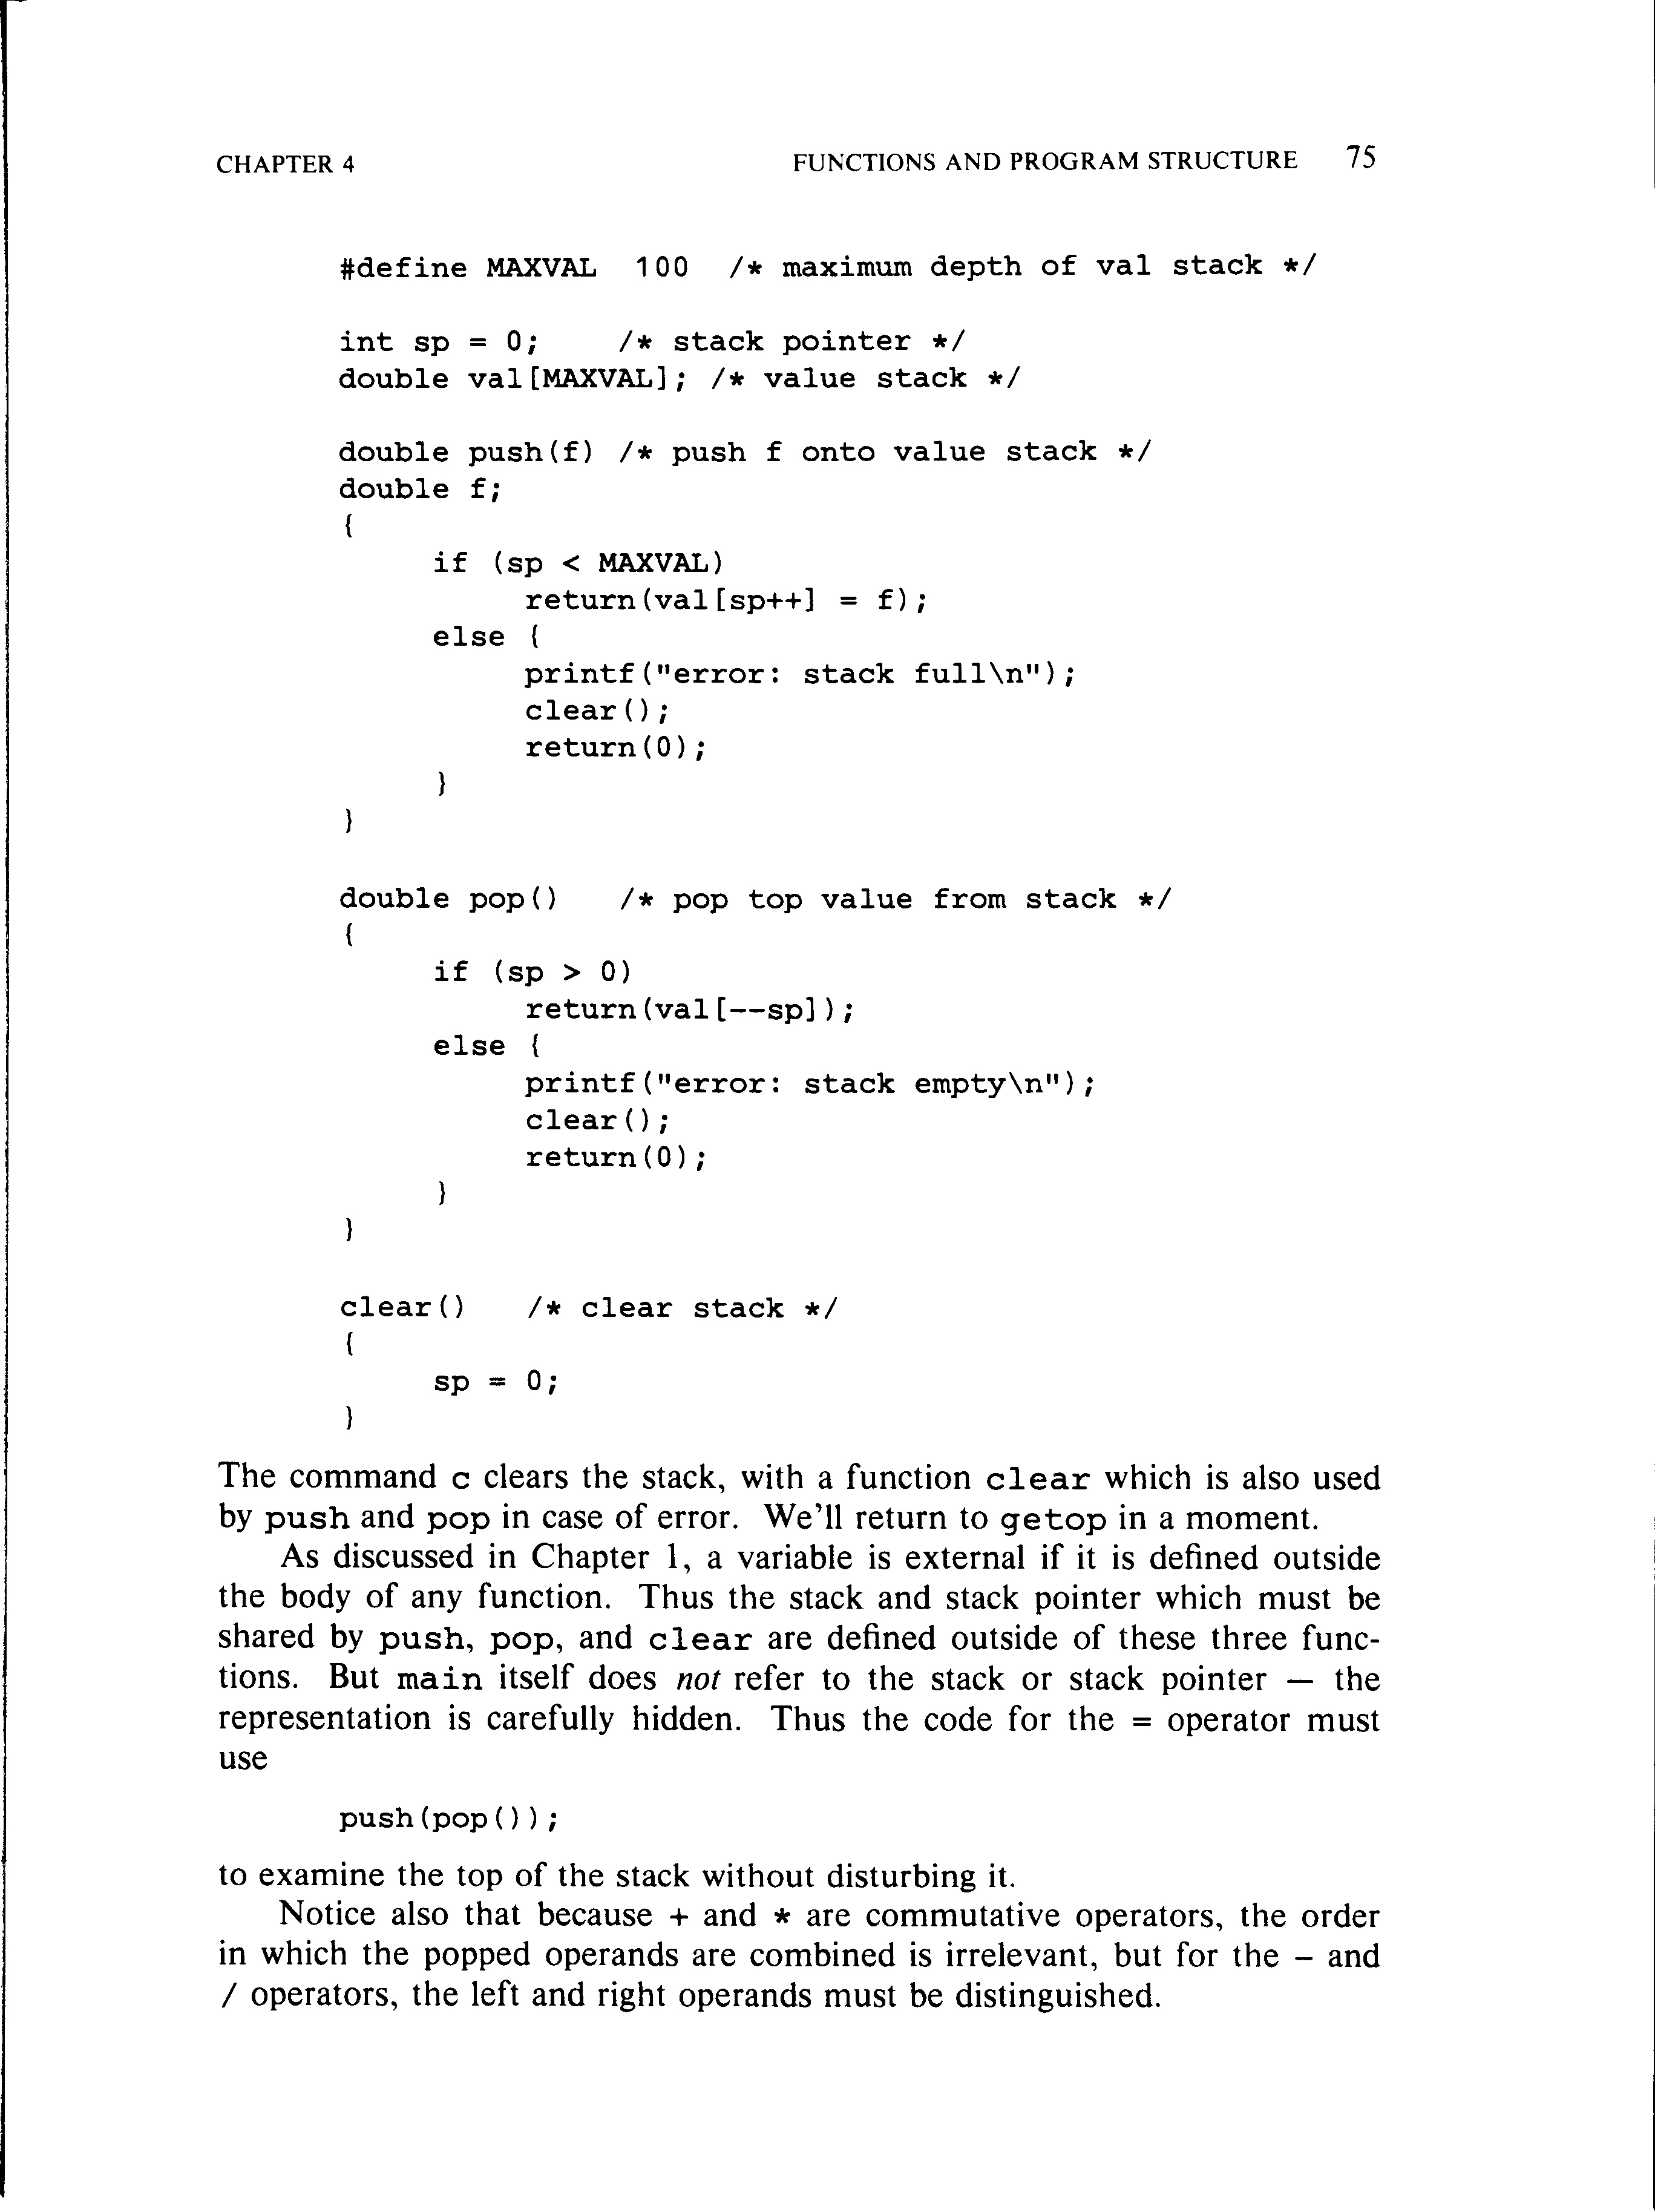 CHAPTER 4 FUNCTIONS AND PROGRAM STRUCTURE 75
#define MAXVAL 100 /* maximum depth of val stack */
int sp = 0; /* stack pointer */
double val[MAXVAL]; /* value stack */
double push(f) /* push f onto value stack */
double f;
{
if (sp < MAXVAL)
return(val[sp++] = f);
else {
printf("error: stack full\n");
clear();
return(0);
}
}
double pop() /* pop top value from stack */
{
if (sp > 0)
return(val[--sp]);
else {
printf("error: stack empty\n");
clear();
return(0);
}
}
clear() /* clear stack */
{
sp = 0;
}
The command c clears the stack, with a function clear which is also used
by push and pop in case of error. We'll return to getop in a moment.
As discussed in Chapter 1, a variable is external if it is defined outside
the body of any function. Thus the stack and stack pointer which must be
shared by push, pop, and clear are defined outside of these three func-
tions. But main itself does not refer to the stack or stack pointer — the
representation is carefully hidden. Thus the code for the = operator must
use
push(pop());
to examine the top of the stack without disturbing it.
Notice also that because + and * are commutative operators, the order
in which the popped operands are combined is irrelevant, but for the – and
/ operators, the left and right operands must be distinguished.